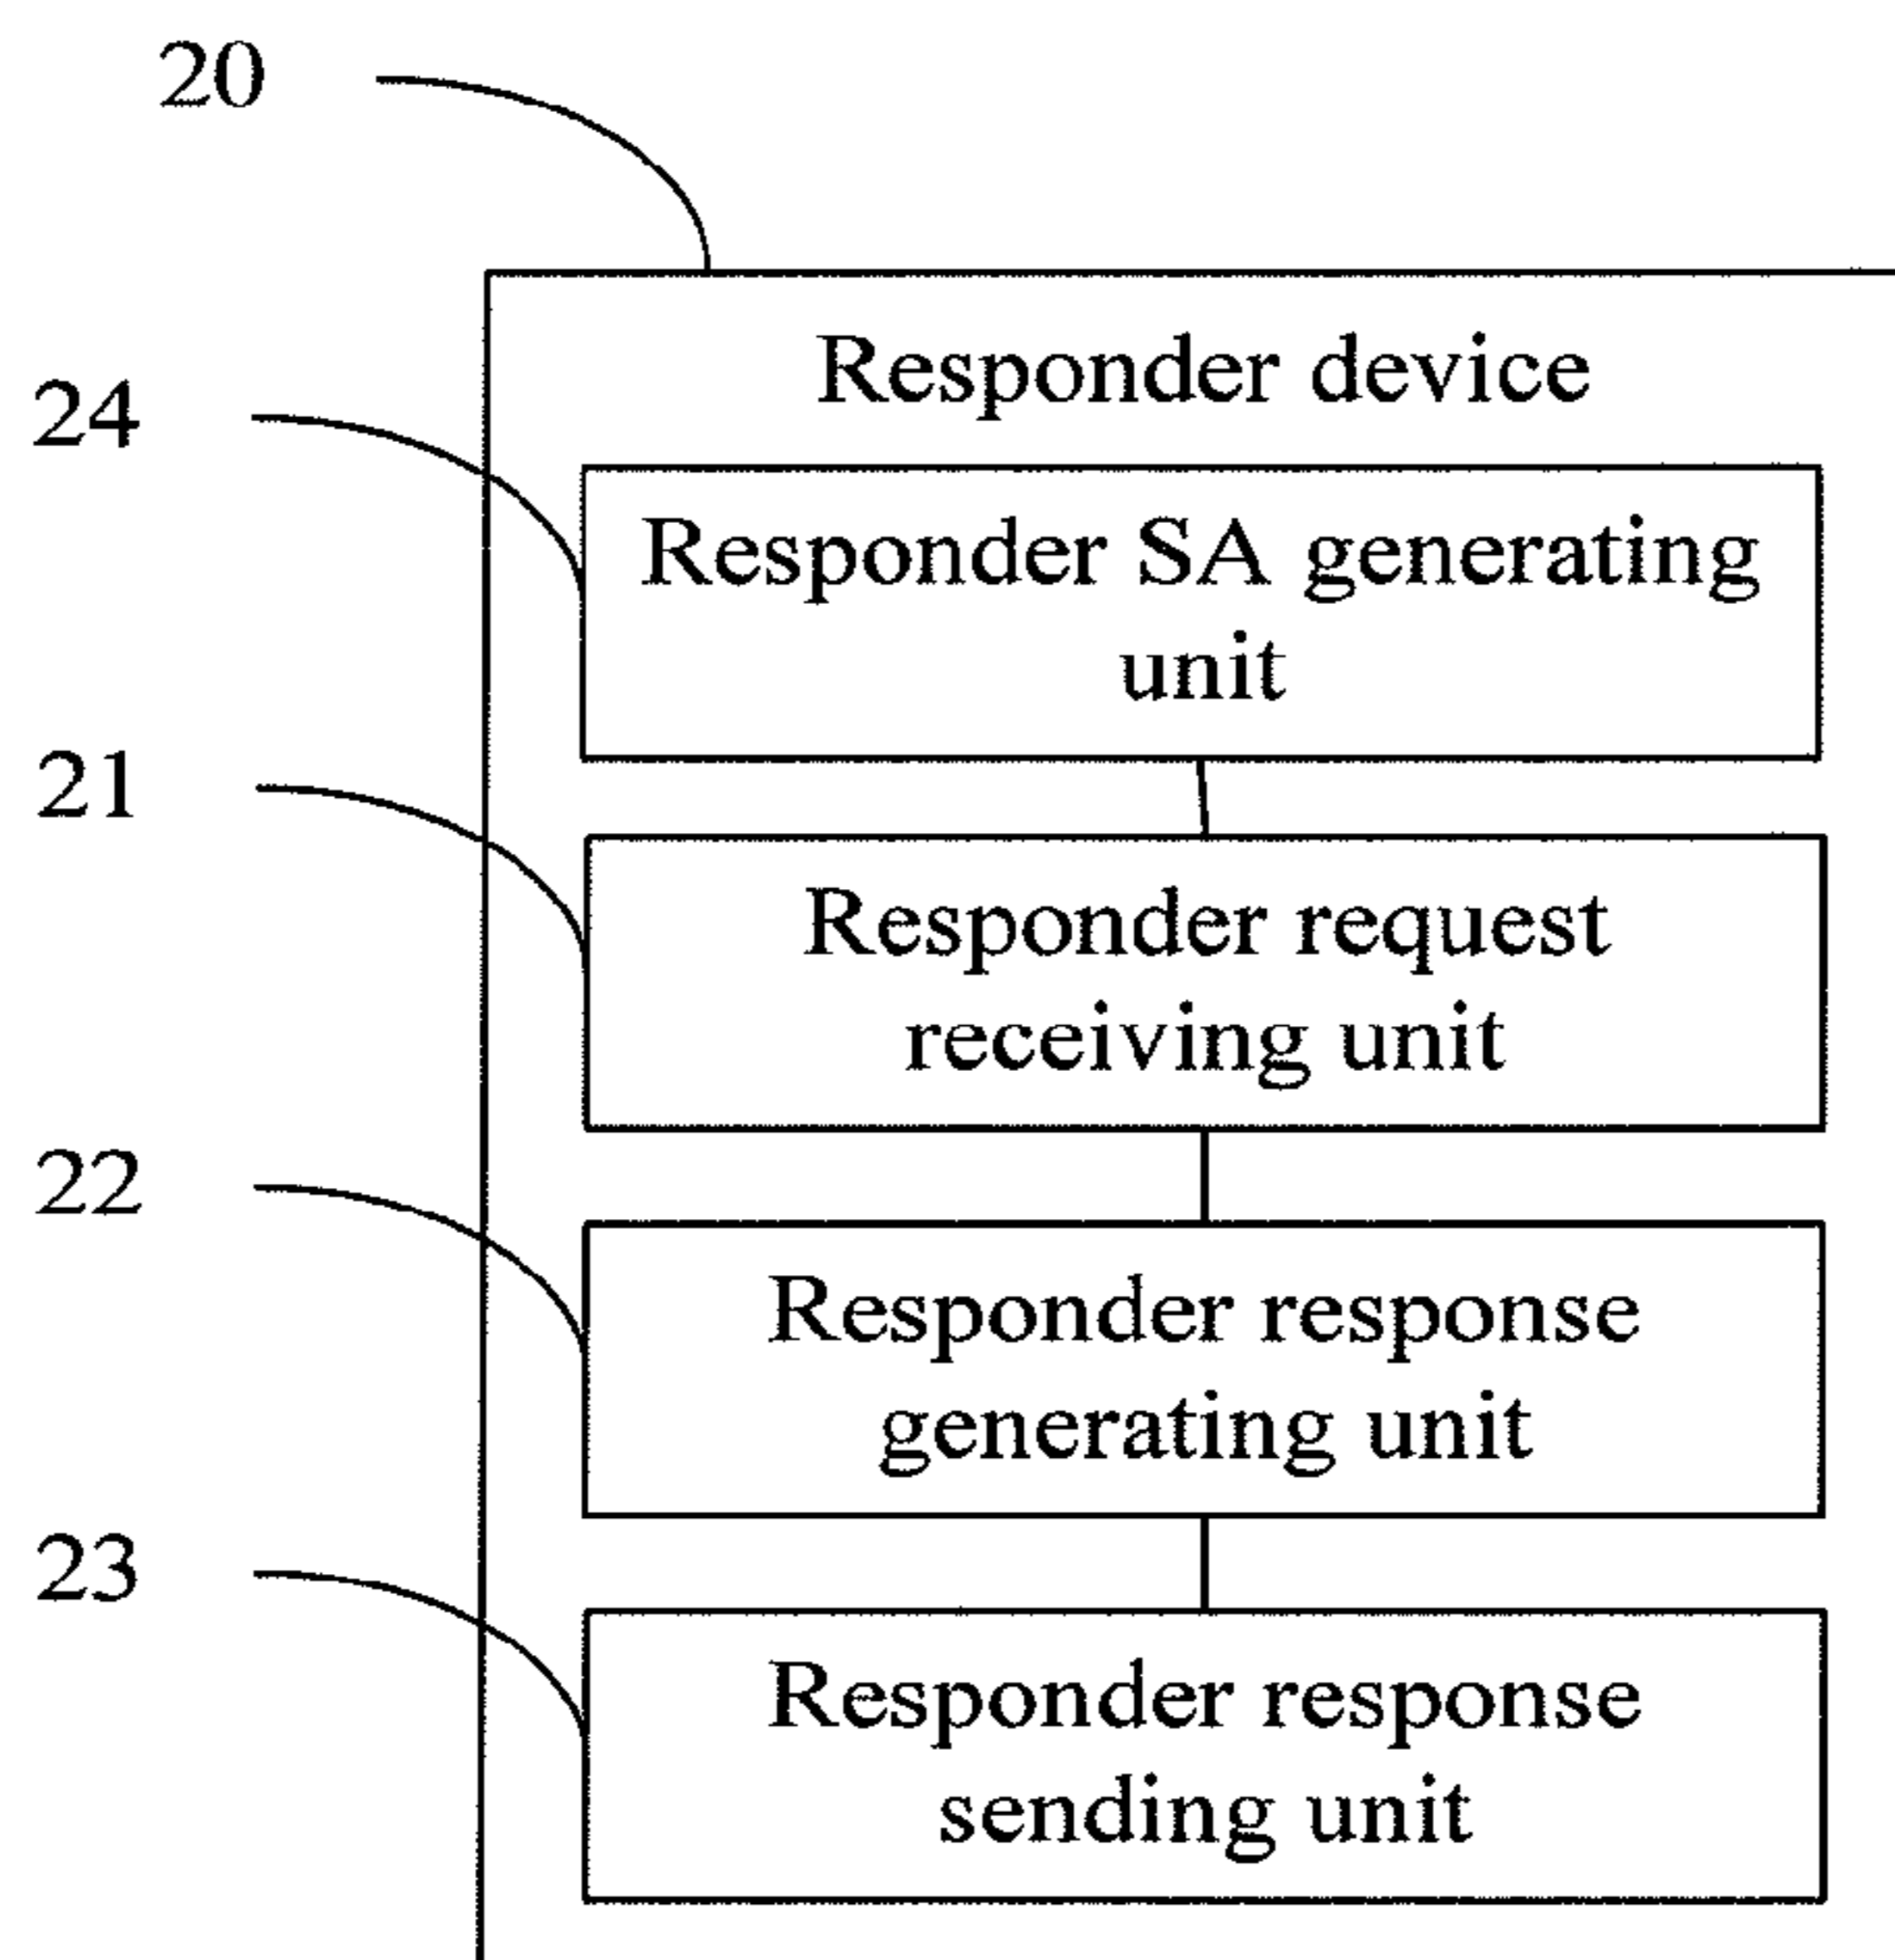 20
Responder device
24
Responder SA generating
unit
21
Responder request
receiving unit
22
Responder response
generating unit
23
Responder response
sending unit